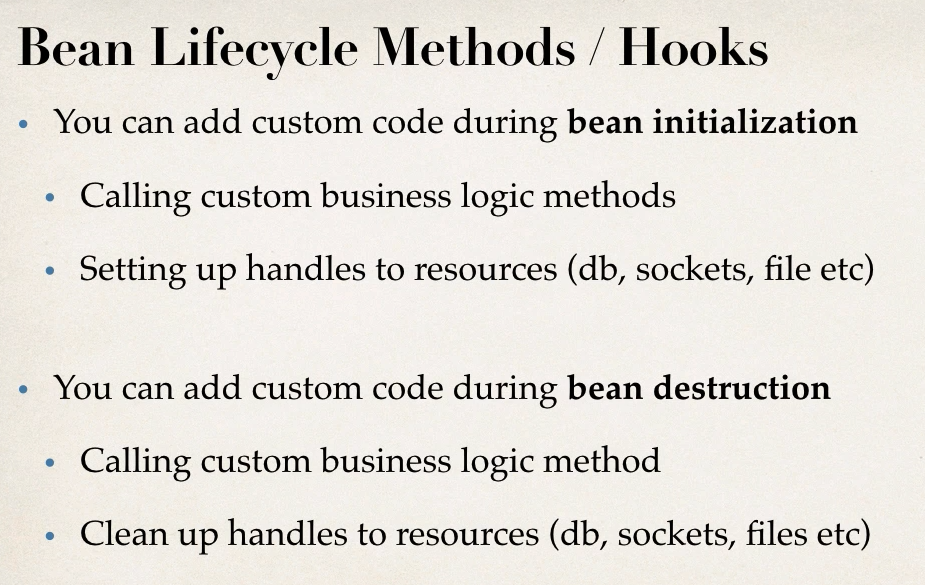 Bean Lifecycle Methods / Hooks
• You can add custom code during bean initialization
• Calling custom business logic methods
• Setting up handles to resources (db, sockets, file etc)
• You can add custom code during bean destruction
• Calling custom business logic method
• Clean up handles to resources (db, sockets, files etc)